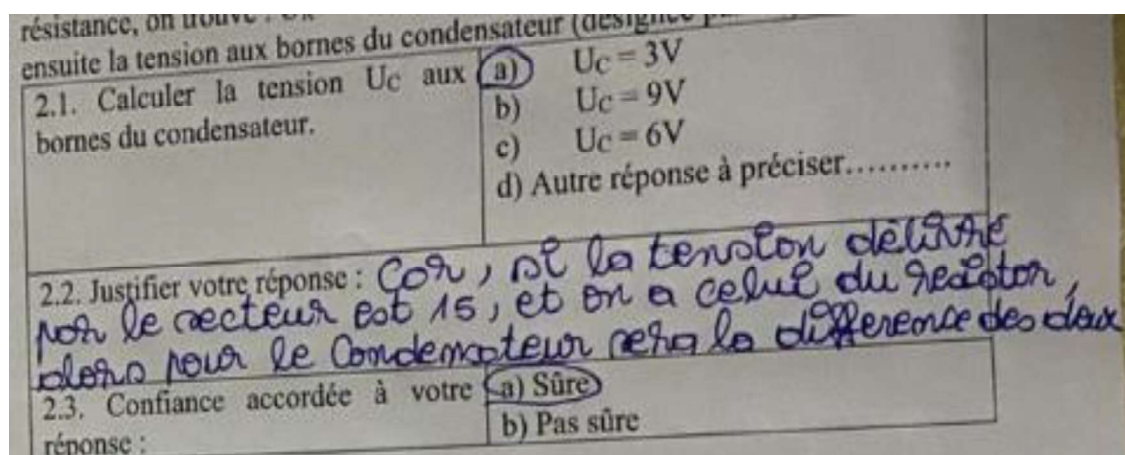 résistance, on trouve :
ensuite la tension aux bornes du condensateur (désignée
2.1. Calculer la tension UC aux
bornes du condensateur.
a) UC = 3V
b) UC = 9V
c) UC = 6V
d) Autre réponse à préciser..........
2.2. Justifier votre réponse : Car, si la tension délivré
par le secteur est 15, et on a celui du resistor,
alors pour le Condensateur sera la difference des deux
2.3. Confiance accordée à votre
réponse :
a) Sûre
b) Pas sûre